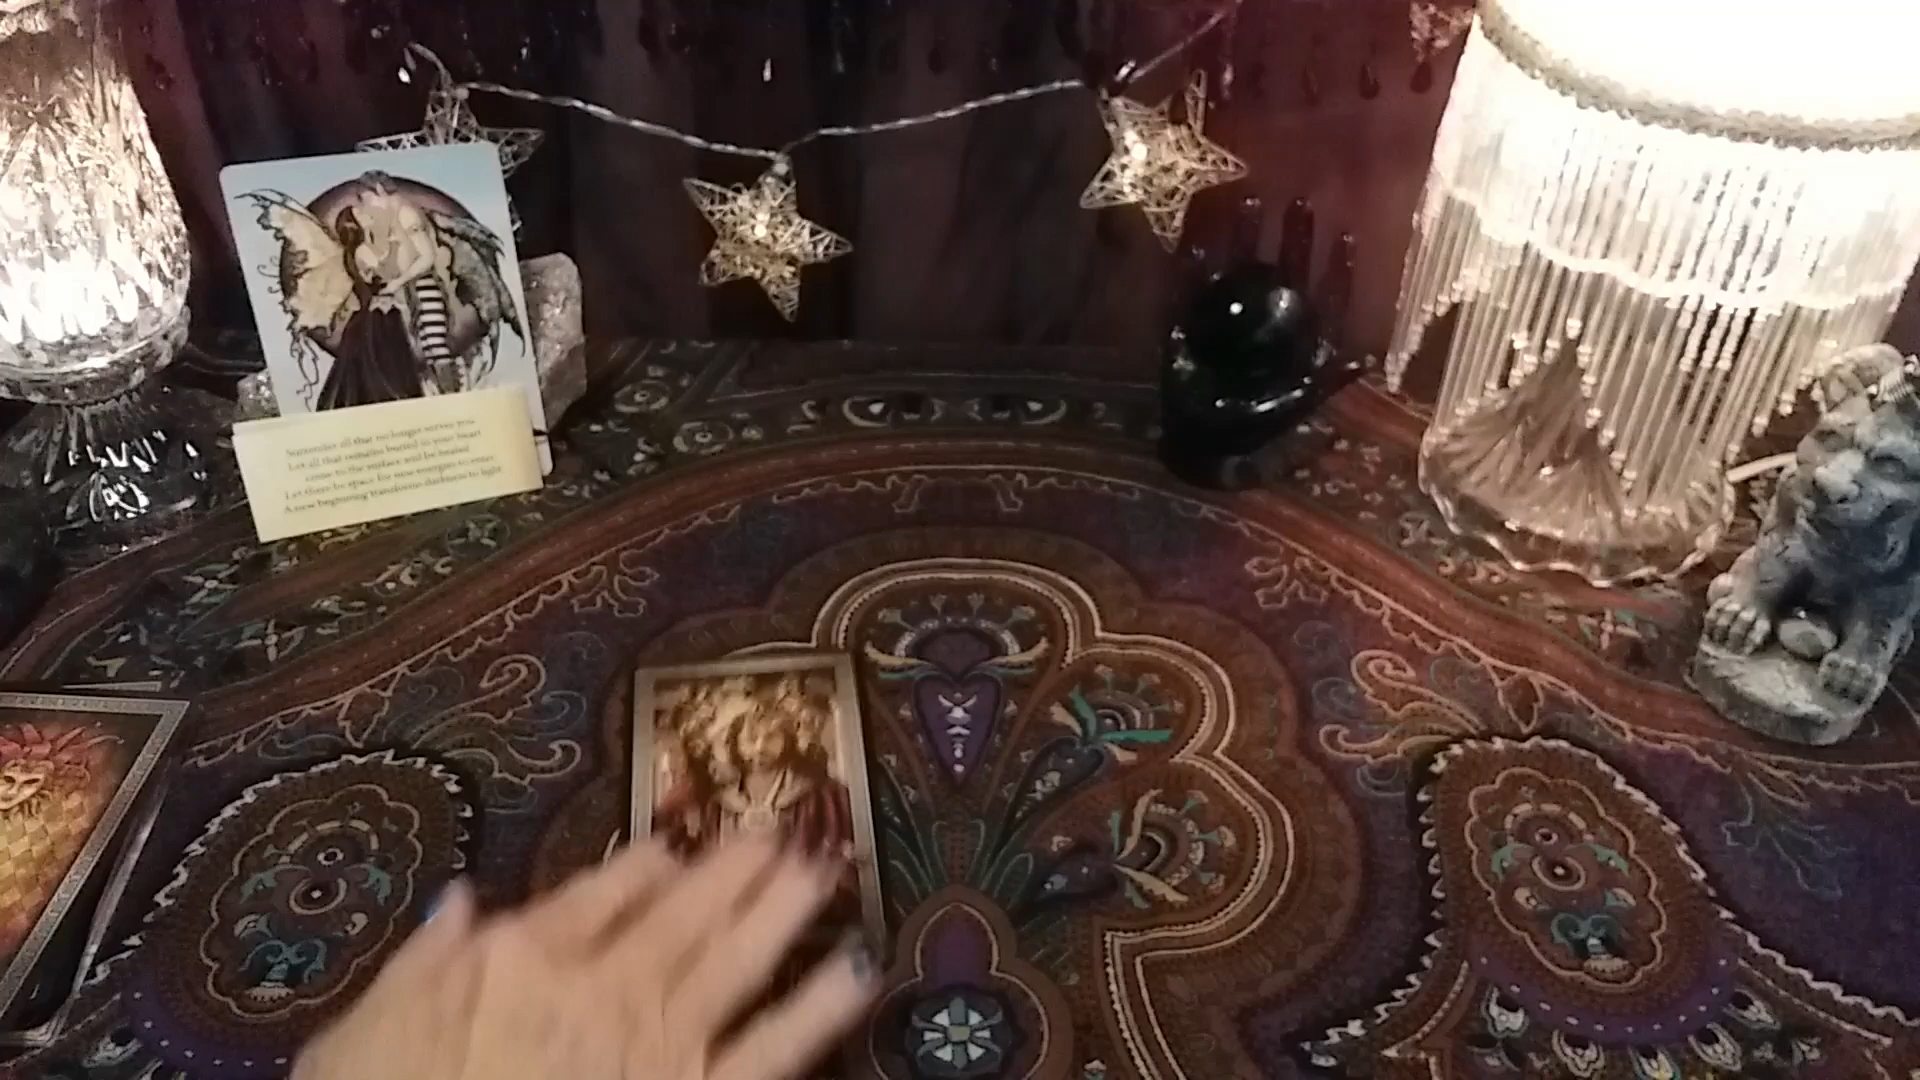 Surrender all that no longer serves you
Let all that remains buried in your heart
come to the surface and be healed
Let there be space for new energies to enter
A new beginning transforms darkness to light